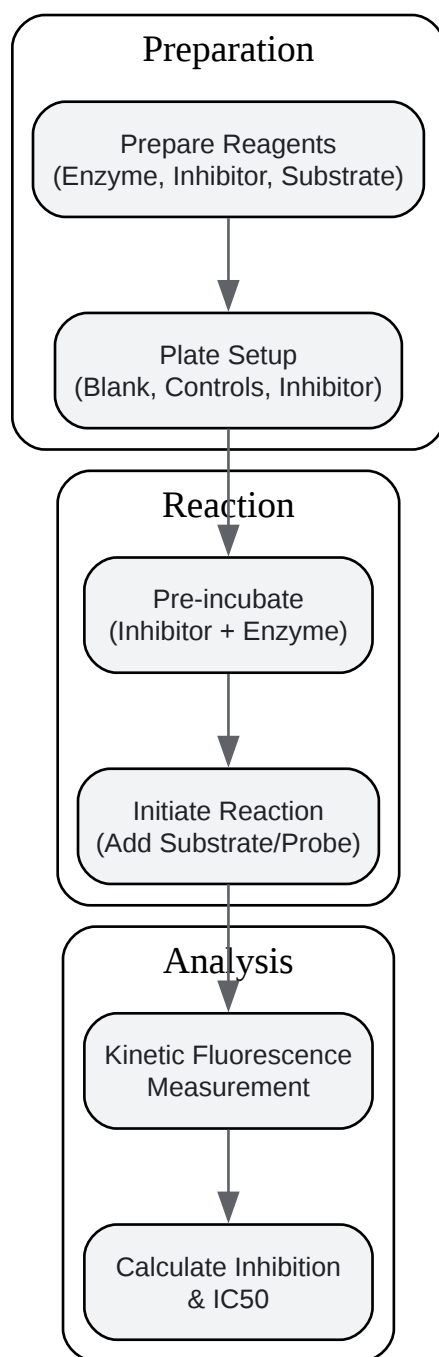 Preparation
Prepare Reagents
(Enzyme, Inhibitor, Substrate)
Plate Setup
(Blank, Controls, Inhibitor)
Reaction
Pre-incubate
(Inhibitor + Enzyme)
Initiate Reaction
(Add Substrate/Probe)
Analysis
Kinetic Fluorescence
Measurement
Calculate Inhibition
& IC50